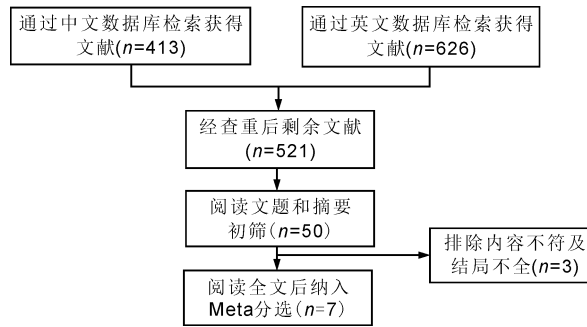 通过中文数据库检索获得
文献(n=413)
通过英文数据库检索获得
文献(n=626)
经查重后剩余文献
(n=521)
阅读文题和摘要
初筛(n=50)
排除内容不符及
结局不全(n=3)
阅读全文后纳入
Meta分选(n=7)